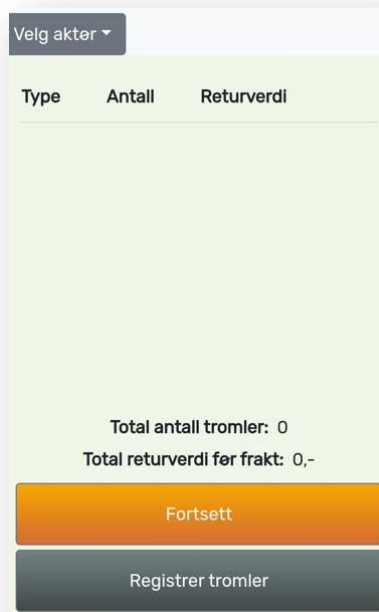 Velg aktør
Type Antall Returverdi
Total antall tromler: 0
Total returverdi før frakt: 0,-
Fortsett
Registrer tromler